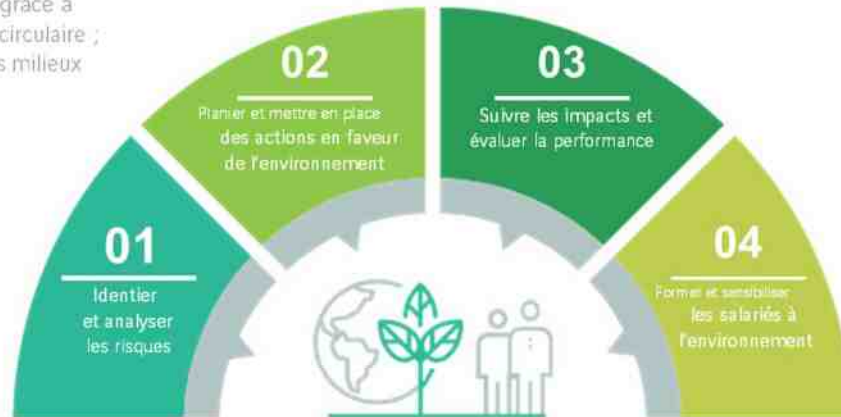 grâce à
circulaire ;
s milieux
01
Identier
et analyser
les risques
02
Planier et mettre en place
des actions en faveur
de l'environnement
03
Suivre les impacts et
évaluer la performance
04
Former et sensibiliser
les salariés à
l'environnement